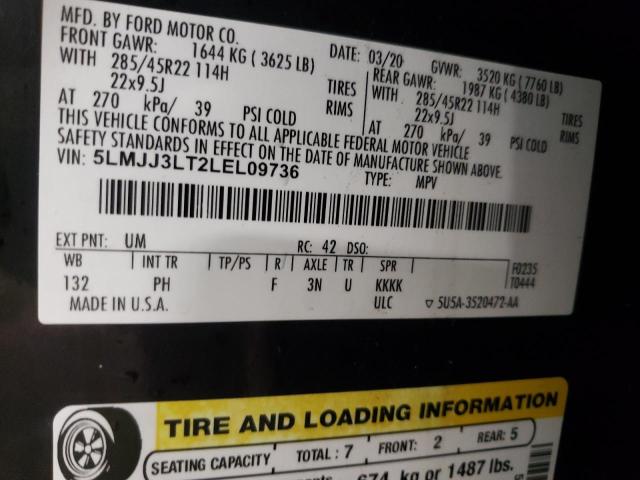 MFD. BY FORD MOTOR CO.
DATE: 03/20 GVWR: 3520 KG (7760 LB)
FRONT GAWR: 1644 KG (3625 LB) REAR GAWR: 1987 KG (4380 LB)
WITH 285/45R22 114H TIRES WITH 285/45R22 114H TIRES
22x9.5J RIMS 22x9.5J RIMS
AT 270 kPa/ 39 PSI COLD AT 270 kPa/ 39 PSI COLD
THIS VEHICLE CONFORMS TO ALL APPLICABLE FEDERAL MOTOR VEHICLE
SAFETY STANDARDS IN EFFECT ON THE DATE OF MANUFACTURE SHOWN ABOVE.
VIN: 5LMJJ3LT2LEL09736 TYPE: MPV
EXT PNT: UM RC: 42 DSO:
WB INT TR TP/PS R AXLE TR SPR F0235
132 PH F 3N U KKKK T0444
MADE IN U.S.A. ULC ▽ 5U5A-3520472-AA
TIRE AND LOADING INFORMATION
SEATING CAPACITY TOTAL : 7 FRONT: 2 REAR: 5
674 kg or 1487 lbs.